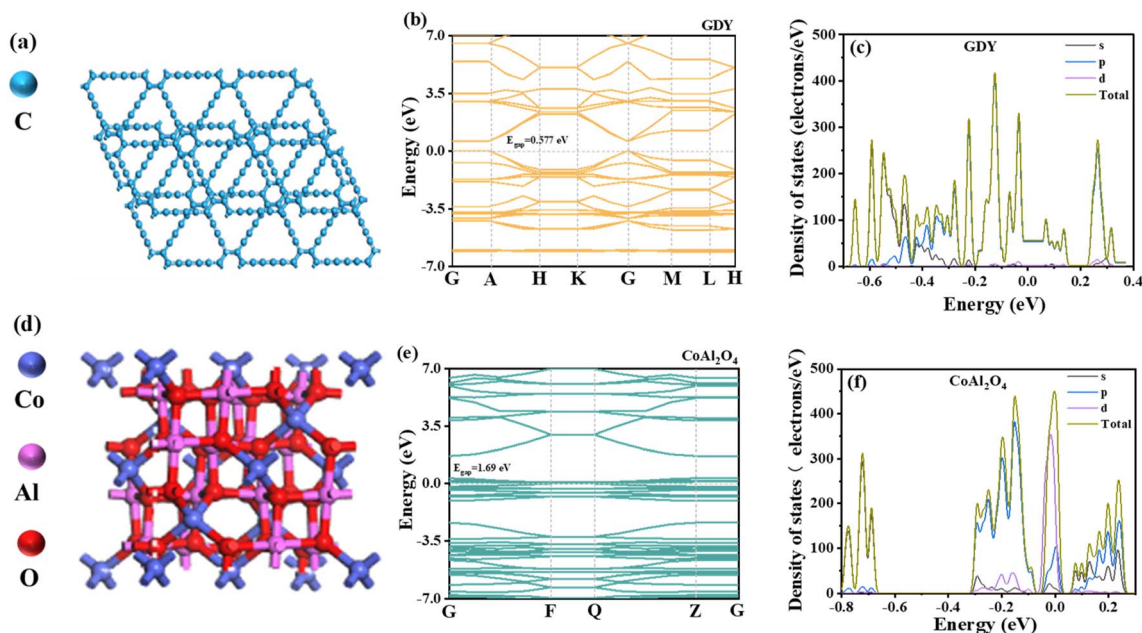 (a)
C
(b)
GDY
7.0
3.5
0.0
-3.5
-7.0
Energy (eV)
E_gap=0.577 eV
G A H K G M L H
(c)
GDY
s
p
d
Total
500
400
300
200
100
0
Density of states (electrons/eV)
-0.6 -0.4 -0.2 0.0 0.2 0.4
Energy (eV)
(d)
Co
Al
O
(e)
CoAl₂O₄
7.0
3.5
0.0
-3.5
-7.0
Energy (eV)
E_gap=1.69 eV
G F Q Z G
(f)
CoAl₂O₄
s
p
d
Total
500
400
300
200
100
0
Density of states ( electrons/eV)
-0.8 -0.6 -0.4 -0.2 0.0 0.2
Energy (eV)